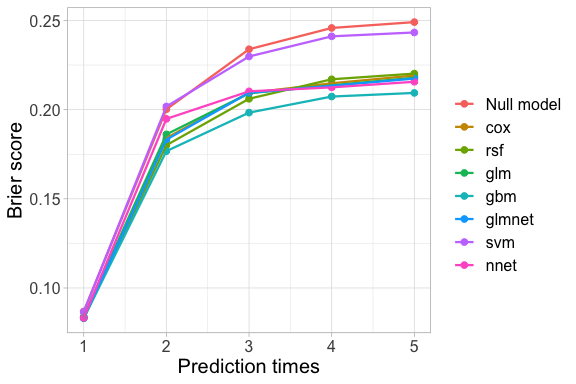 0.25
0.20
0.15
0.10
Brier score
1 2 3 4 5
Prediction times
Null model
cox
rsf
glm
gbm
glmnet
svm
nnet